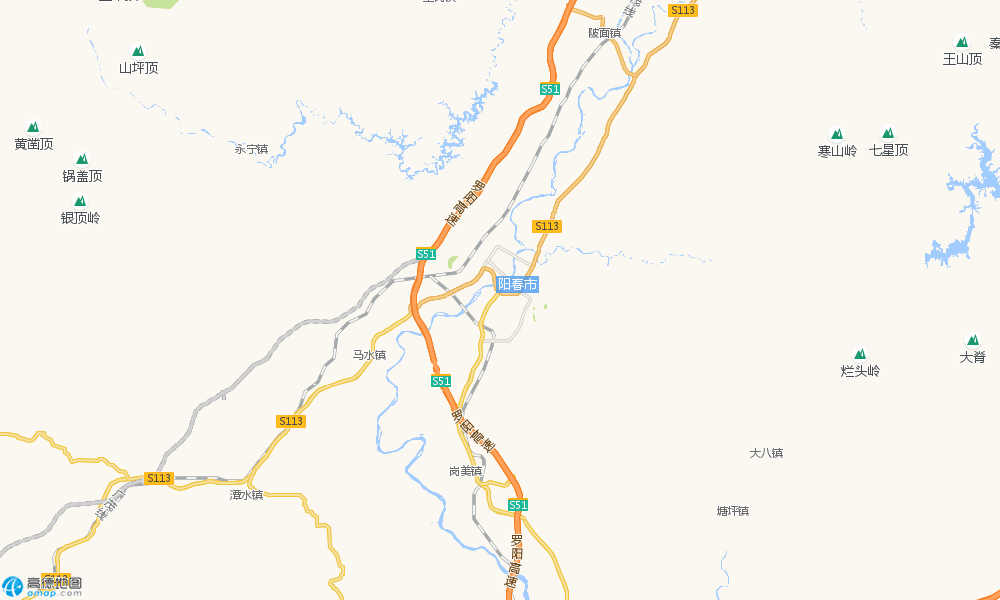 S113
陂面镇
王山顶
秦
山坪顶
S51
黄凿顶
寒山岭
七星顶
永宁镇
锅盖顶
银顶岭
罗阳高速
S113
S51
阳春市
马水镇
大脊
烂头岭
S51
S113
罗阳高速
大八镇
岗美镇
S113
潭水镇
S51
塘坪镇
罗阳高速
S113
高德地图
amap.com